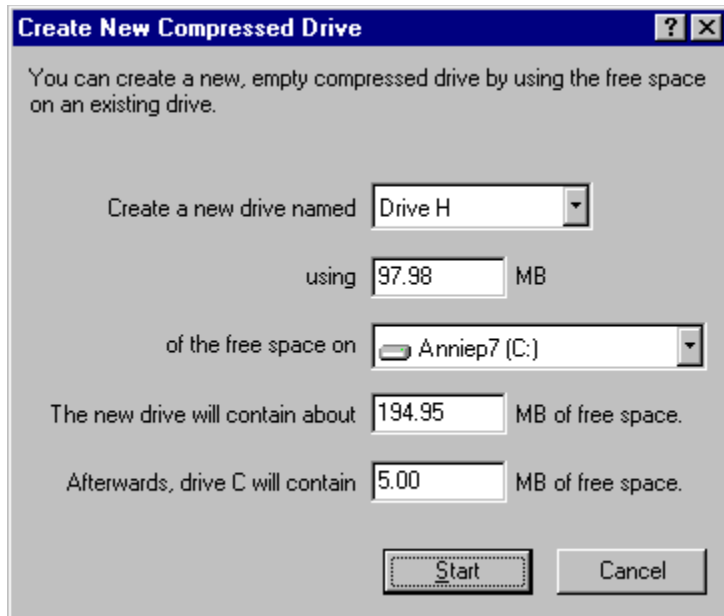 Create New Compressed Drive
You can create a new, empty compressed drive by using the free space
on an existing drive.
Create a new drive named Drive H
using 97.98 MB
of the free space on Anniep7 (C:)
The new drive will contain about 194.95 MB of free space.
Afterwards, drive C will contain 5.00 MB of free space.
Start Cancel